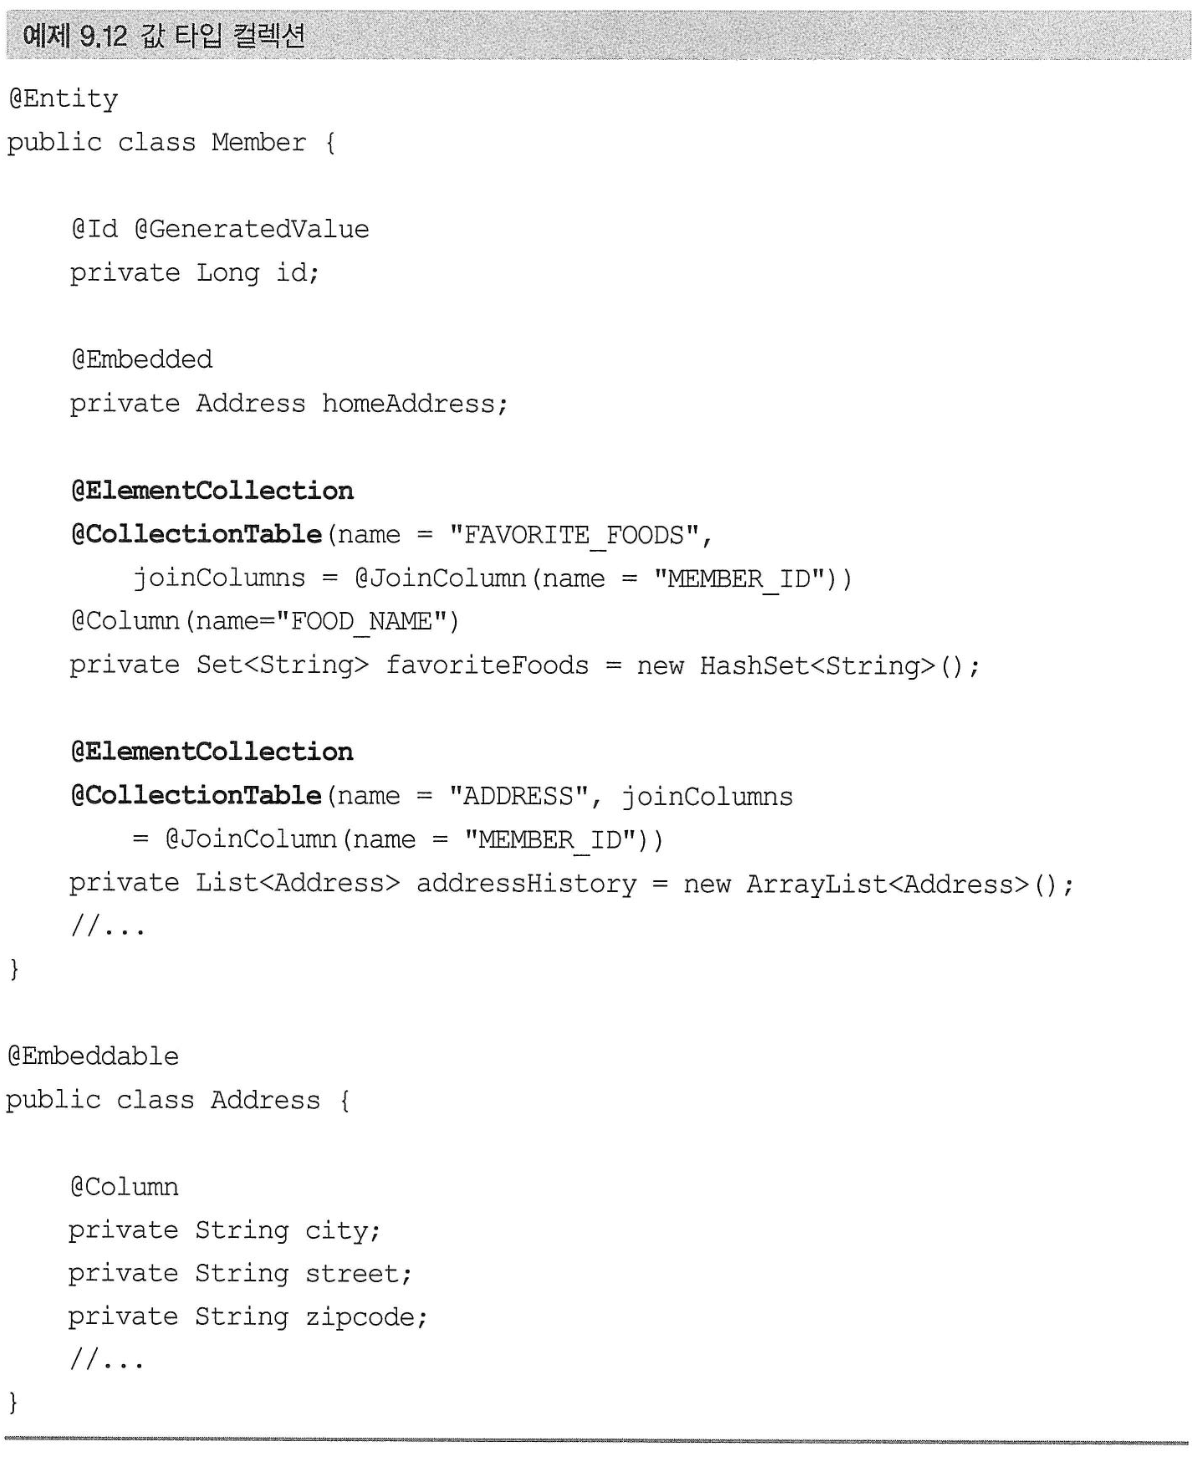 예제 9.12 값 타입 컬렉션
@Entity
public class Member {
@Id @GeneratedValue
private Long id;
@Embedded
private Address homeAddress;
@ElementCollection
@CollectionTable(name = "FAVORITE_FOODS",
joinColumns = @JoinColumn(name = "MEMBER_ID"))
@Column(name="FOOD_NAME")
private Set<String> favoriteFoods = new HashSet<String>();
@ElementCollection
@CollectionTable(name = "ADDRESS", joinColumns
= @JoinColumn(name = "MEMBER_ID"))
private List<Address> addressHistory = new ArrayList<Address>();
//...
}
@Embeddable
public class Address {
@Column
private String city;
private String street;
private String zipcode;
//...
}